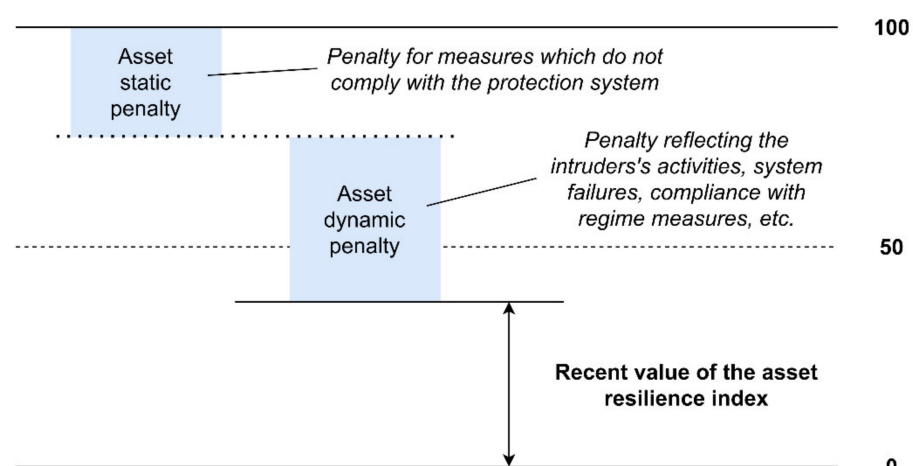 100
Asset
static
penalty
Penalty for measures which do not
comply with the protection system
Penalty reflecting the
intruders's activities, system
failures, compliance with
regime measures, etc.
Asset
dynamic
penalty
50
Recent value of the asset
resilience index
0